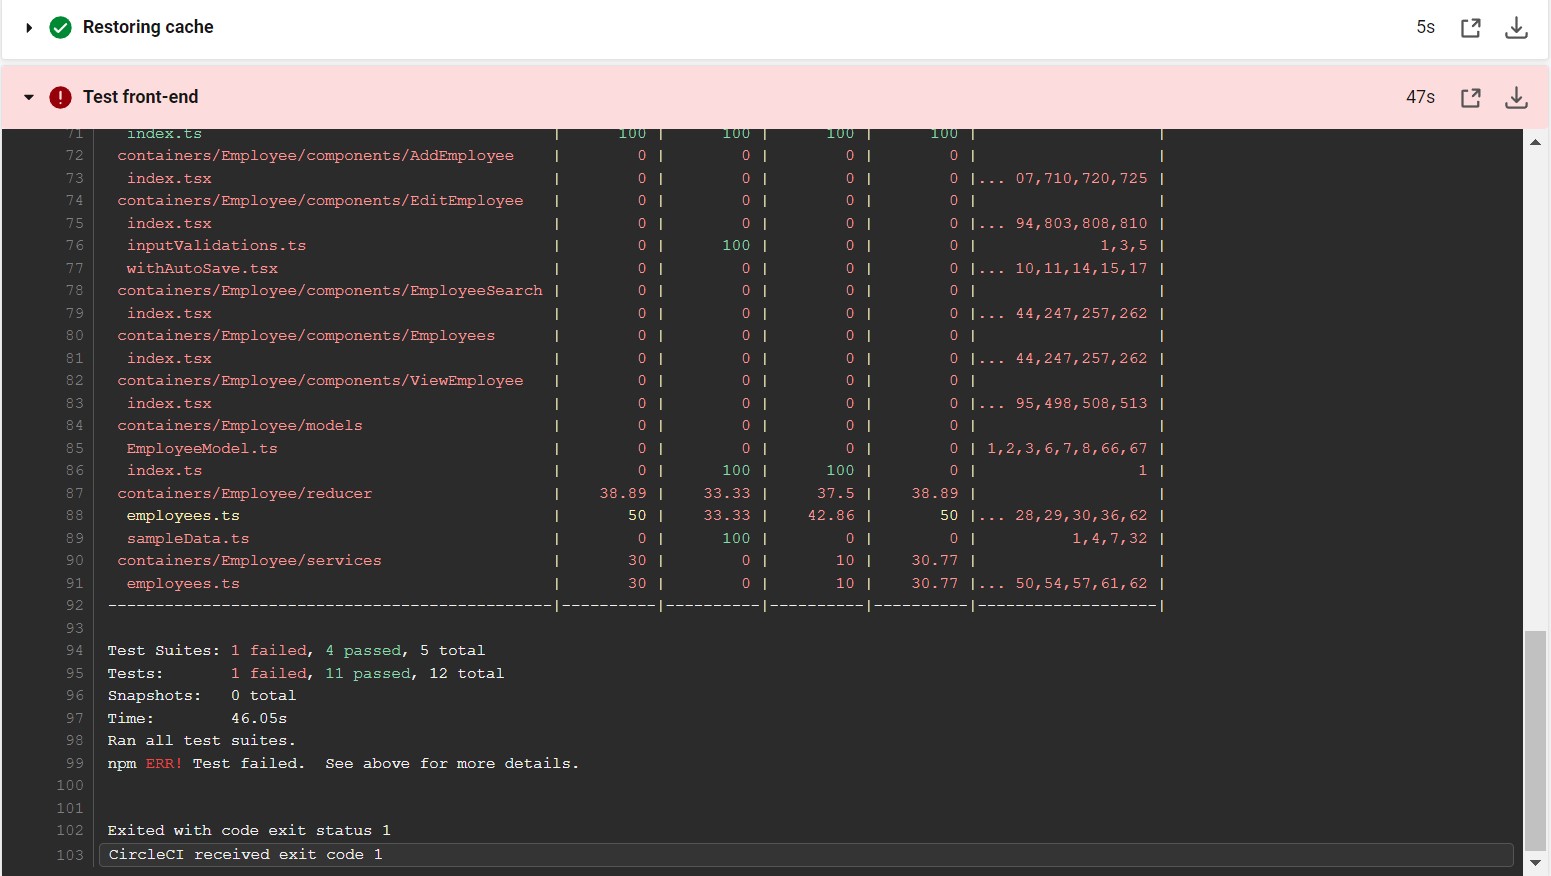 Restoring cache 5s
Test front-end 47s
71 index.ts | 100 | 100 | 100 | 100 | |
72 containers/Employee/components/AddEmployee | 0 | 0 | 0 | 0 | |
73 index.tsx | 0 | 0 | 0 | 0 |... 07,710,720,725 |
74 containers/Employee/components/EditEmployee | 0 | 0 | 0 | 0 | |
75 index.tsx | 0 | 0 | 0 | 0 |... 94,803,808,810 |
76 inputValidations.ts | 0 | 100 | 0 | 0 | 1,3,5 |
77 withAutoSave.tsx | 0 | 0 | 0 | 0 |... 10,11,14,15,17 |
78 containers/Employee/components/EmployeeSearch | 0 | 0 | 0 | 0 | |
79 index.tsx | 0 | 0 | 0 | 0 |... 44,247,257,262 |
80 containers/Employee/components/Employees | 0 | 0 | 0 | 0 | |
81 index.tsx | 0 | 0 | 0 | 0 |... 44,247,257,262 |
82 containers/Employee/components/ViewEmployee | 0 | 0 | 0 | 0 | |
83 index.tsx | 0 | 0 | 0 | 0 |... 95,498,508,513 |
84 containers/Employee/models | 0 | 0 | 0 | 0 | |
85 EmployeeModel.ts | 0 | 0 | 0 | 0 | 1,2,3,6,7,8,66,67 |
86 index.ts | 0 | 100 | 100 | 0 | 1 |
87 containers/Employee/reducer | 38.89 | 33.33 | 37.5 | 38.89 | |
88 employees.ts | 50 | 33.33 | 42.86 | 50 |... 28,29,30,36,62 |
89 sampleData.ts | 0 | 100 | 0 | 0 | 1,4,7,32 |
90 containers/Employee/services | 30 | 0 | 10 | 30.77 | |
91 employees.ts | 30 | 0 | 10 | 30.77 |... 50,54,57,61,62 |
92 -----------------------------------------------|----------|----------|----------|----------|-------------------|
93
94 Test Suites: 1 failed, 4 passed, 5 total
95 Tests: 1 failed, 11 passed, 12 total
96 Snapshots: 0 total
97 Time: 46.05s
98 Ran all test suites.
99 npm ERR! Test failed. See above for more details.
100
101
102 Exited with code exit status 1
103 CircleCI received exit code 1